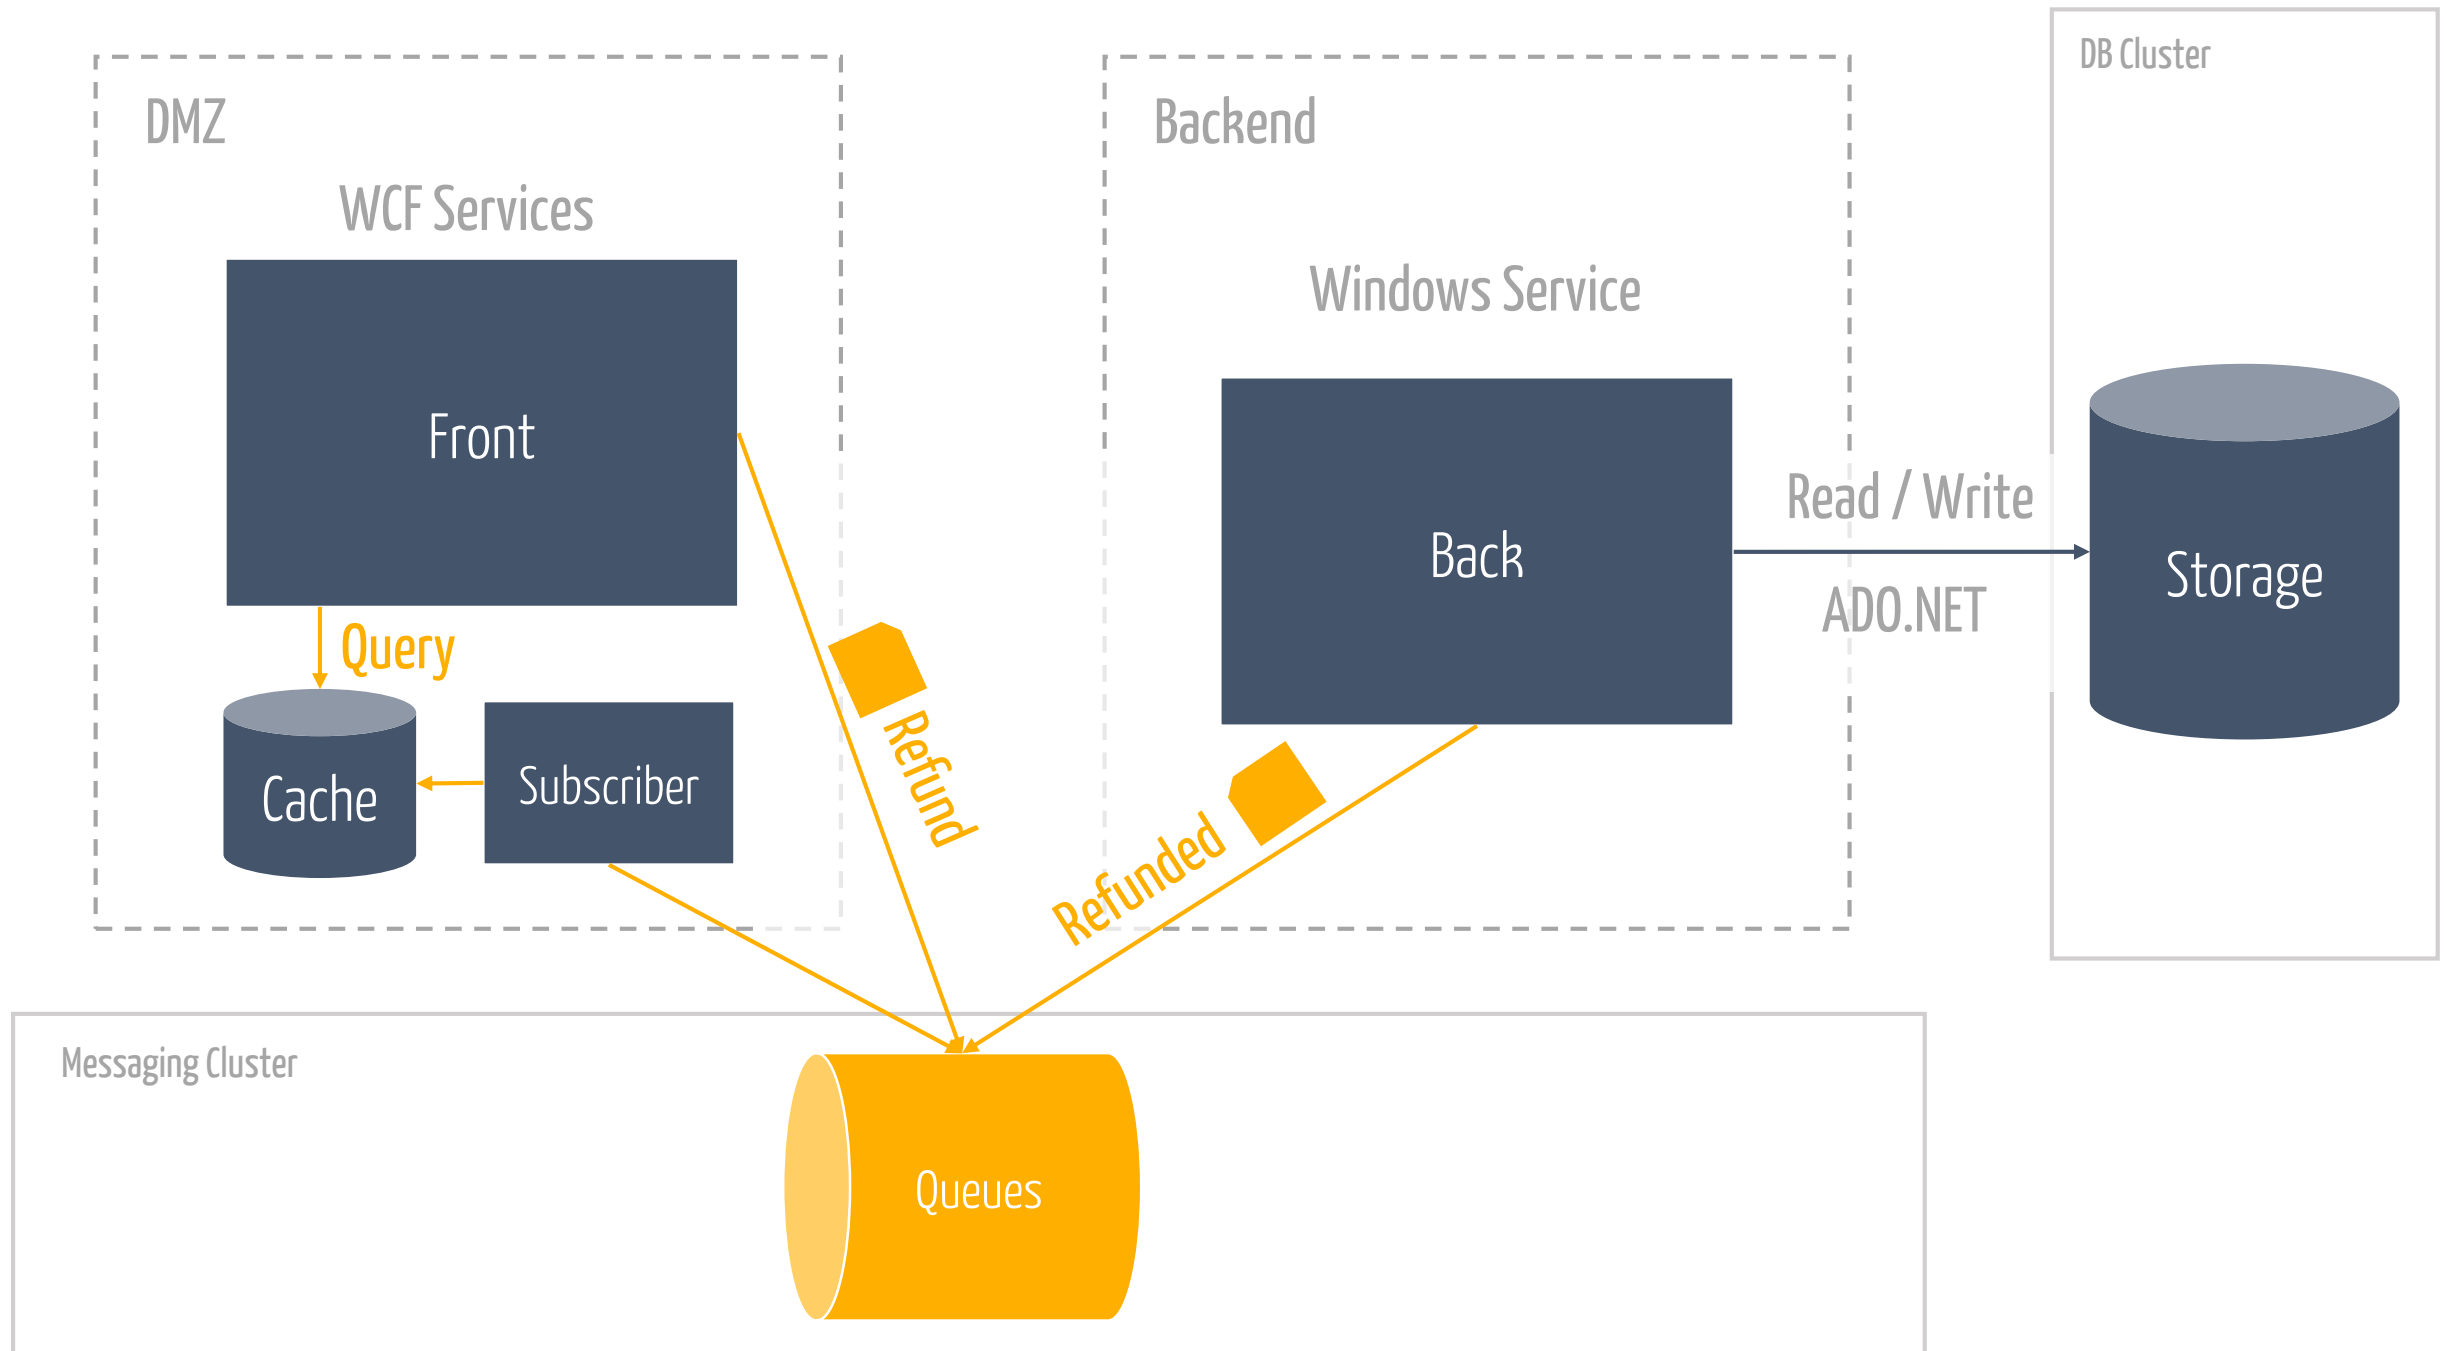 DMZ
WCF Services
Front
Query
Cache
Subscriber
Refund
Backend
Windows Service
Back
Refunded
Read / Write
ADO.NET
DB Cluster
Storage
Messaging Cluster
Queues